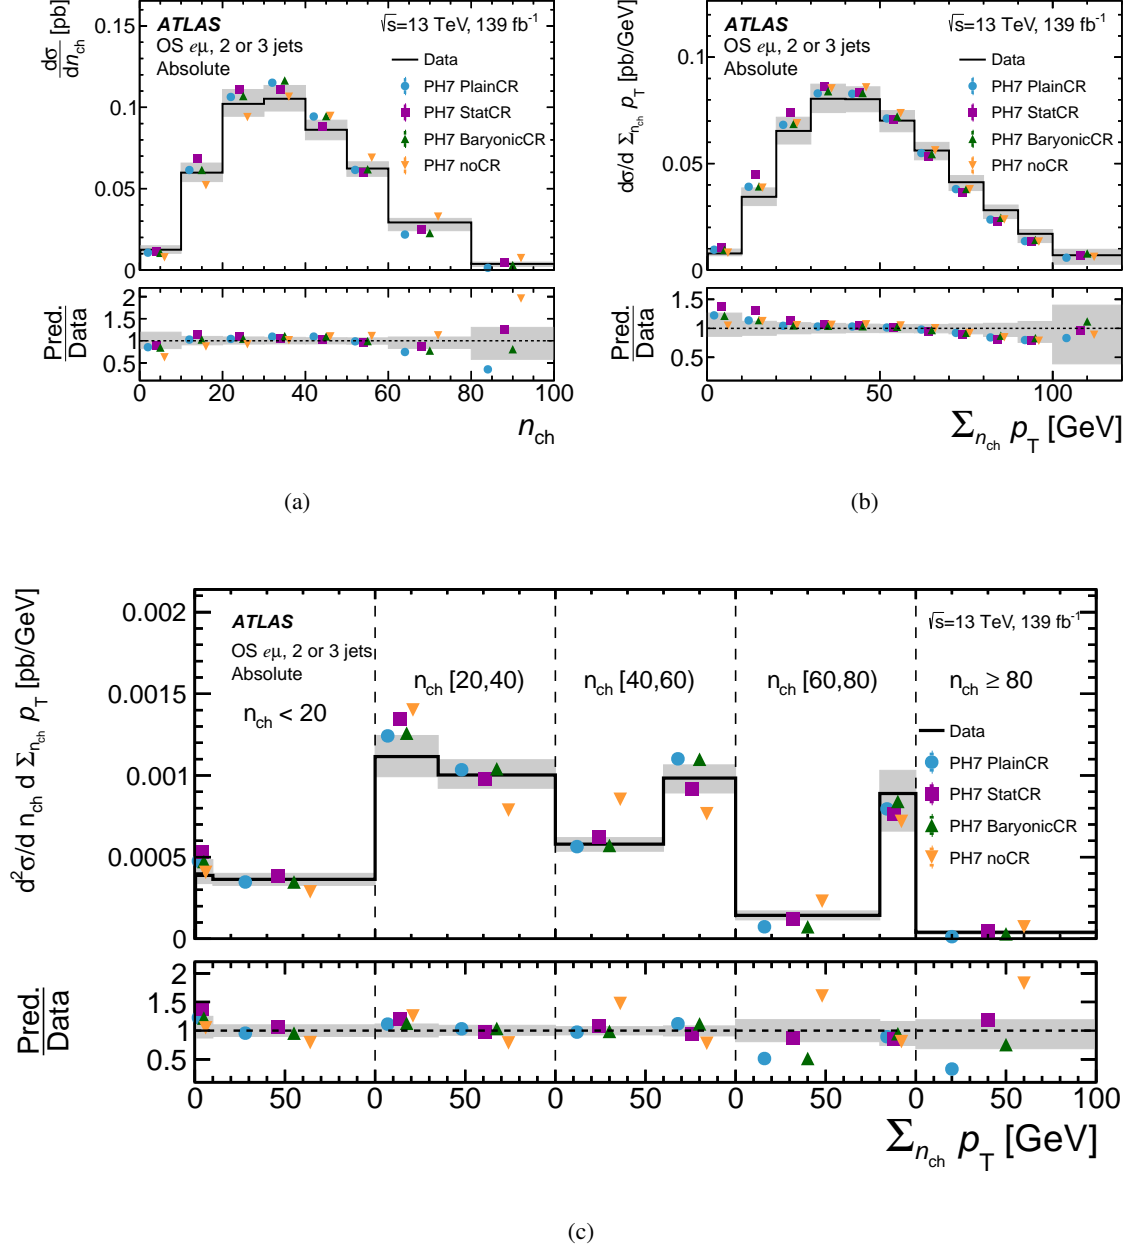 ATLAS
√s=13 TeV, 139 fb⁻¹
OS eμ, 2 or 3 jets
Absolute
Data
PH7 PlainCR
PH7 StatCR
PH7 BaryonicCR
PH7 noCR
dσ/dn_ch [pb]
0.15
0.1
0.05
0
Pred./Data
2
1.5
1
0.5
0 20 40 60 80 100
n_ch
(a)
ATLAS
√s=13 TeV, 139 fb⁻¹
OS eμ, 2 or 3 jets
Absolute
Data
PH7 PlainCR
PH7 StatCR
PH7 BaryonicCR
PH7 noCR
dσ/d Σ_{n_ch} p_T [pb/GeV]
0.1
0.05
0
Pred./Data
1.5
1
0.5
0 50 100
Σ_{n_ch} p_T [GeV]
(b)
ATLAS
√s=13 TeV, 139 fb⁻¹
OS eμ, 2 or 3 jets
Absolute
n_ch < 20
n_ch [20,40)
n_ch [40,60)
n_ch [60,80)
n_ch ≥ 80
Data
PH7 PlainCR
PH7 StatCR
PH7 BaryonicCR
PH7 noCR
d²σ/d n_ch d Σ_{n_ch} p_T [pb/GeV]
0.002
0.0015
0.001
0.0005
0
Pred./Data
2
1.5
1
0.5
0 50 0 50 0 50 0 50 0 50 100
Σ_{n_ch} p_T [GeV]
(c)